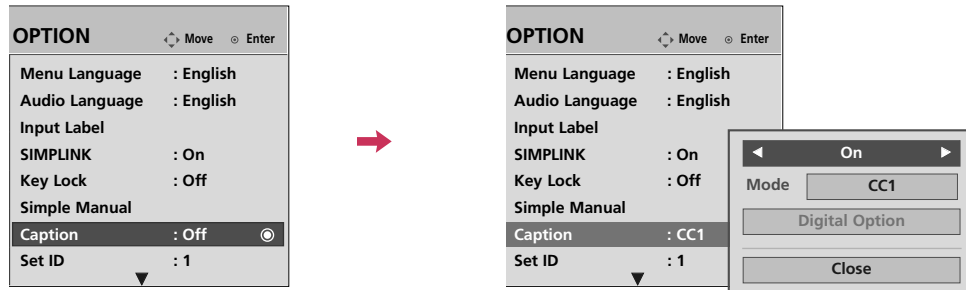 OPTION Move Enter
Menu Language : English
Audio Language : English
Input Label
SIMPLINK : On
Key Lock : Off
Simple Manual
Caption : Off
Set ID : 1
OPTION Move Enter
Menu Language : English
Audio Language : English
Input Label
SIMPLINK : On
Key Lock : Off
Simple Manual
Caption : CC1
Set ID : 1
On
Mode CC1
Digital Option
Close